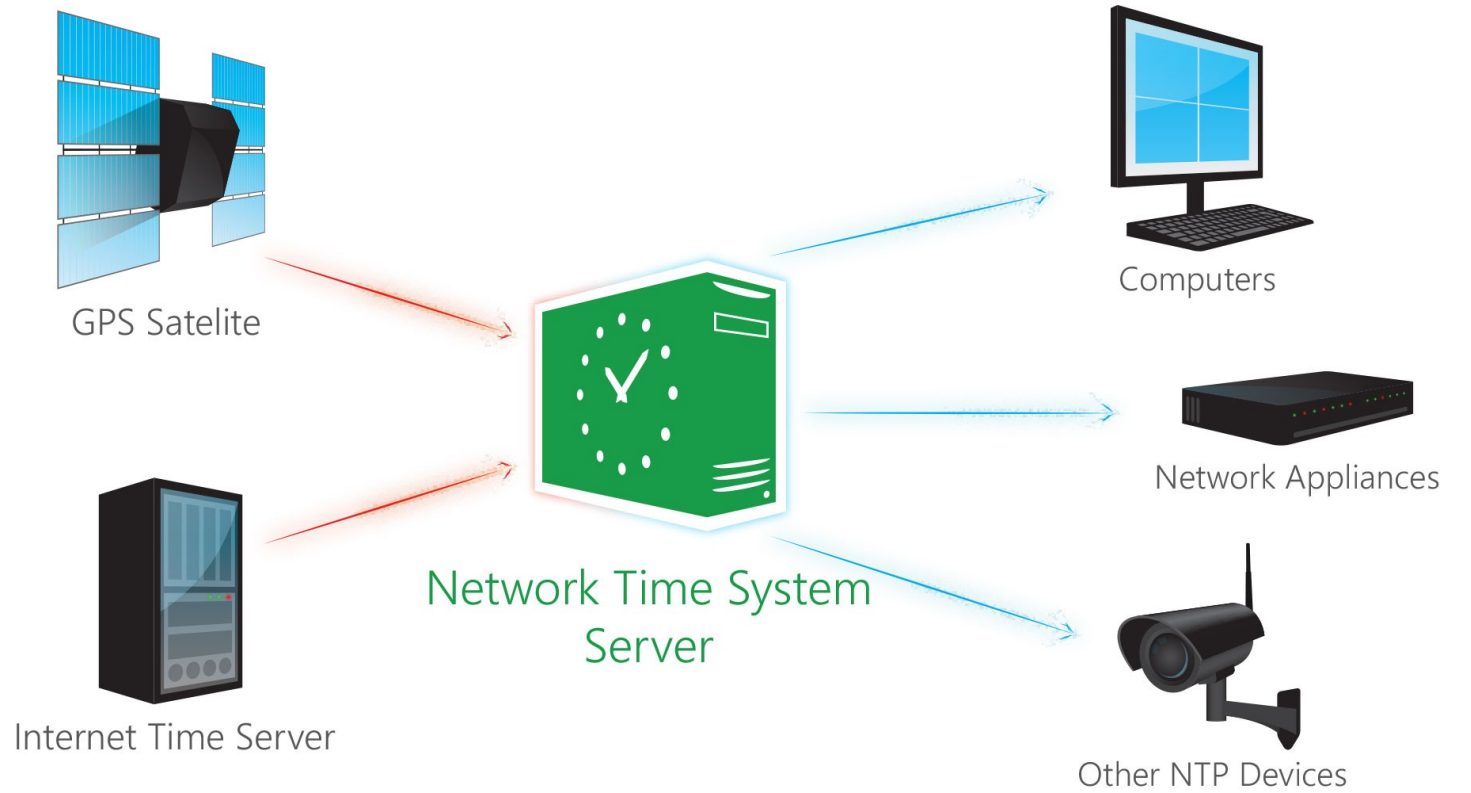 GPS Satelite
Computers
Network Appliances
Network Time System
Server
Internet Time Server
Other NTP Devices